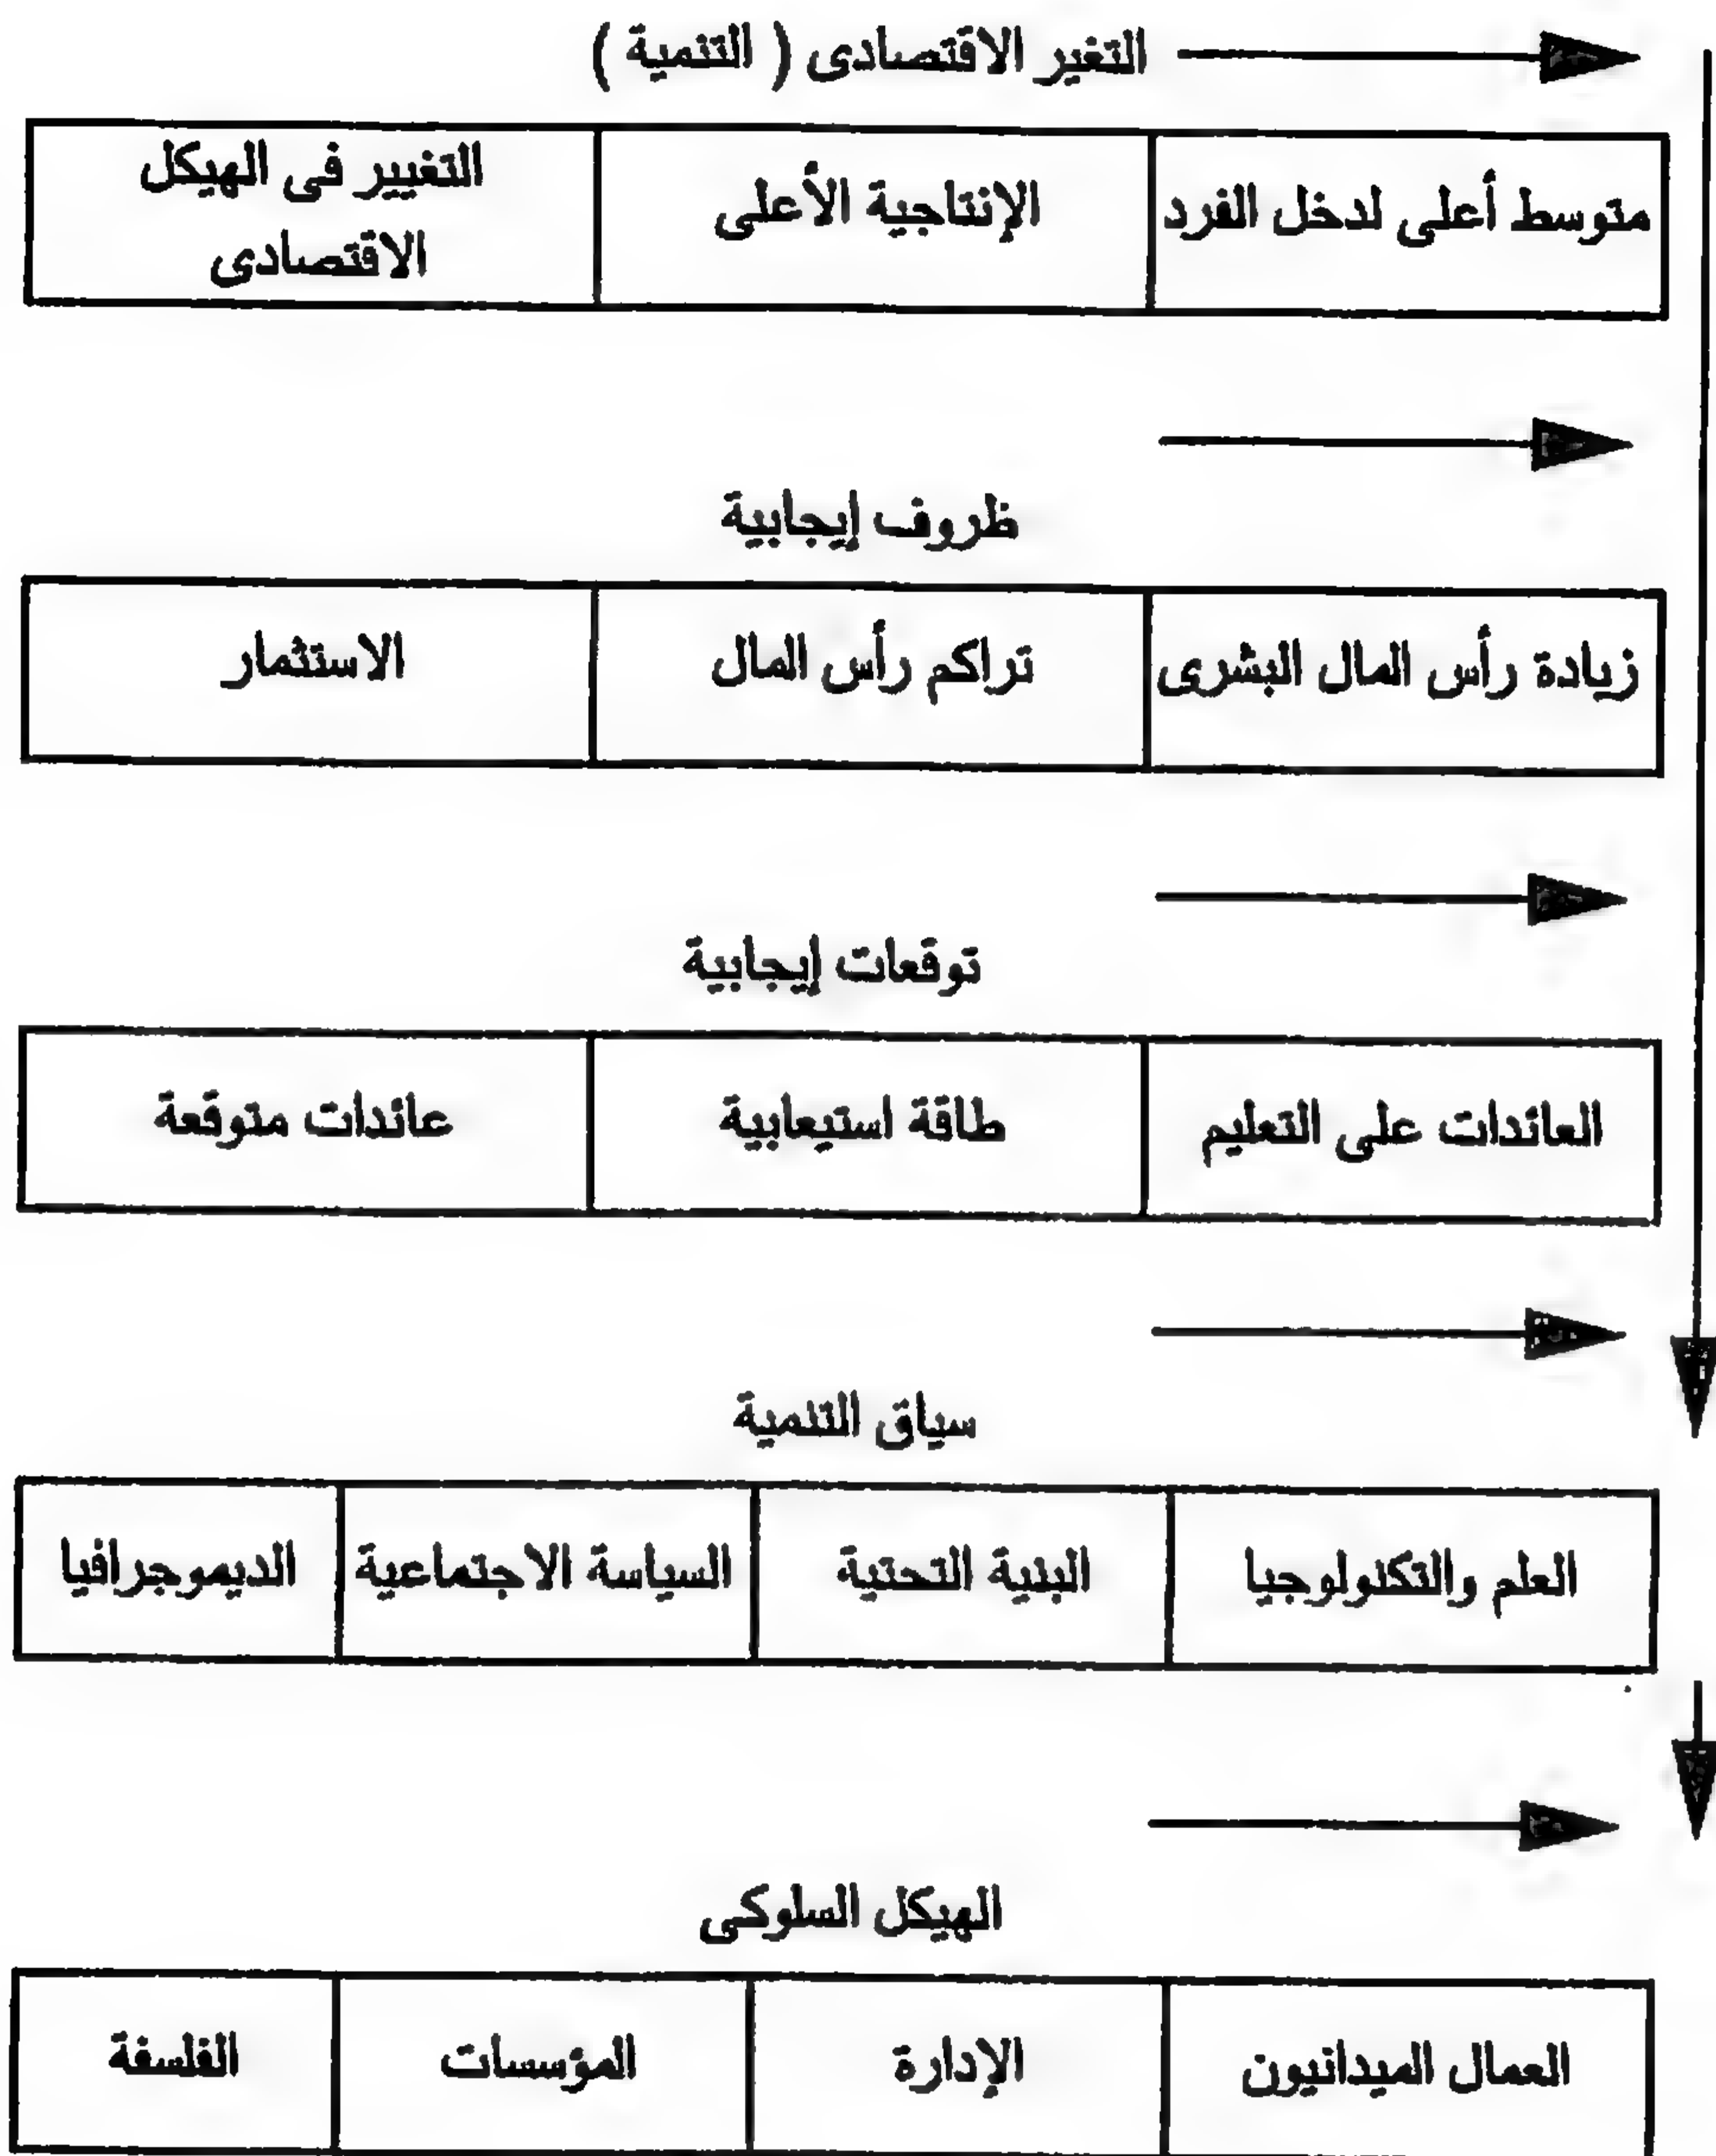 التغير الاقتصادى ( التنمية )
متوسط أعلى لدخل الفرد
الإنتاجية الأعلى
التغيير فى الهيكل
الاقتصادى
ظروف إيجابية
زيادة رأس المال البشرى
تراكم رأس المال
الاستثمار
توقعات إيجابية
العائدات على التعليم
طاقة استيعابية
عائدات متوقعة
سياق التنمية
العلم والتكنولوجيا
البنية التحتية
السياسة الاجتماعية
الديموجرافيا
الهيكل السلوكى
العمال الميدانيون
الإدارة
المؤسسات
الفلسفة